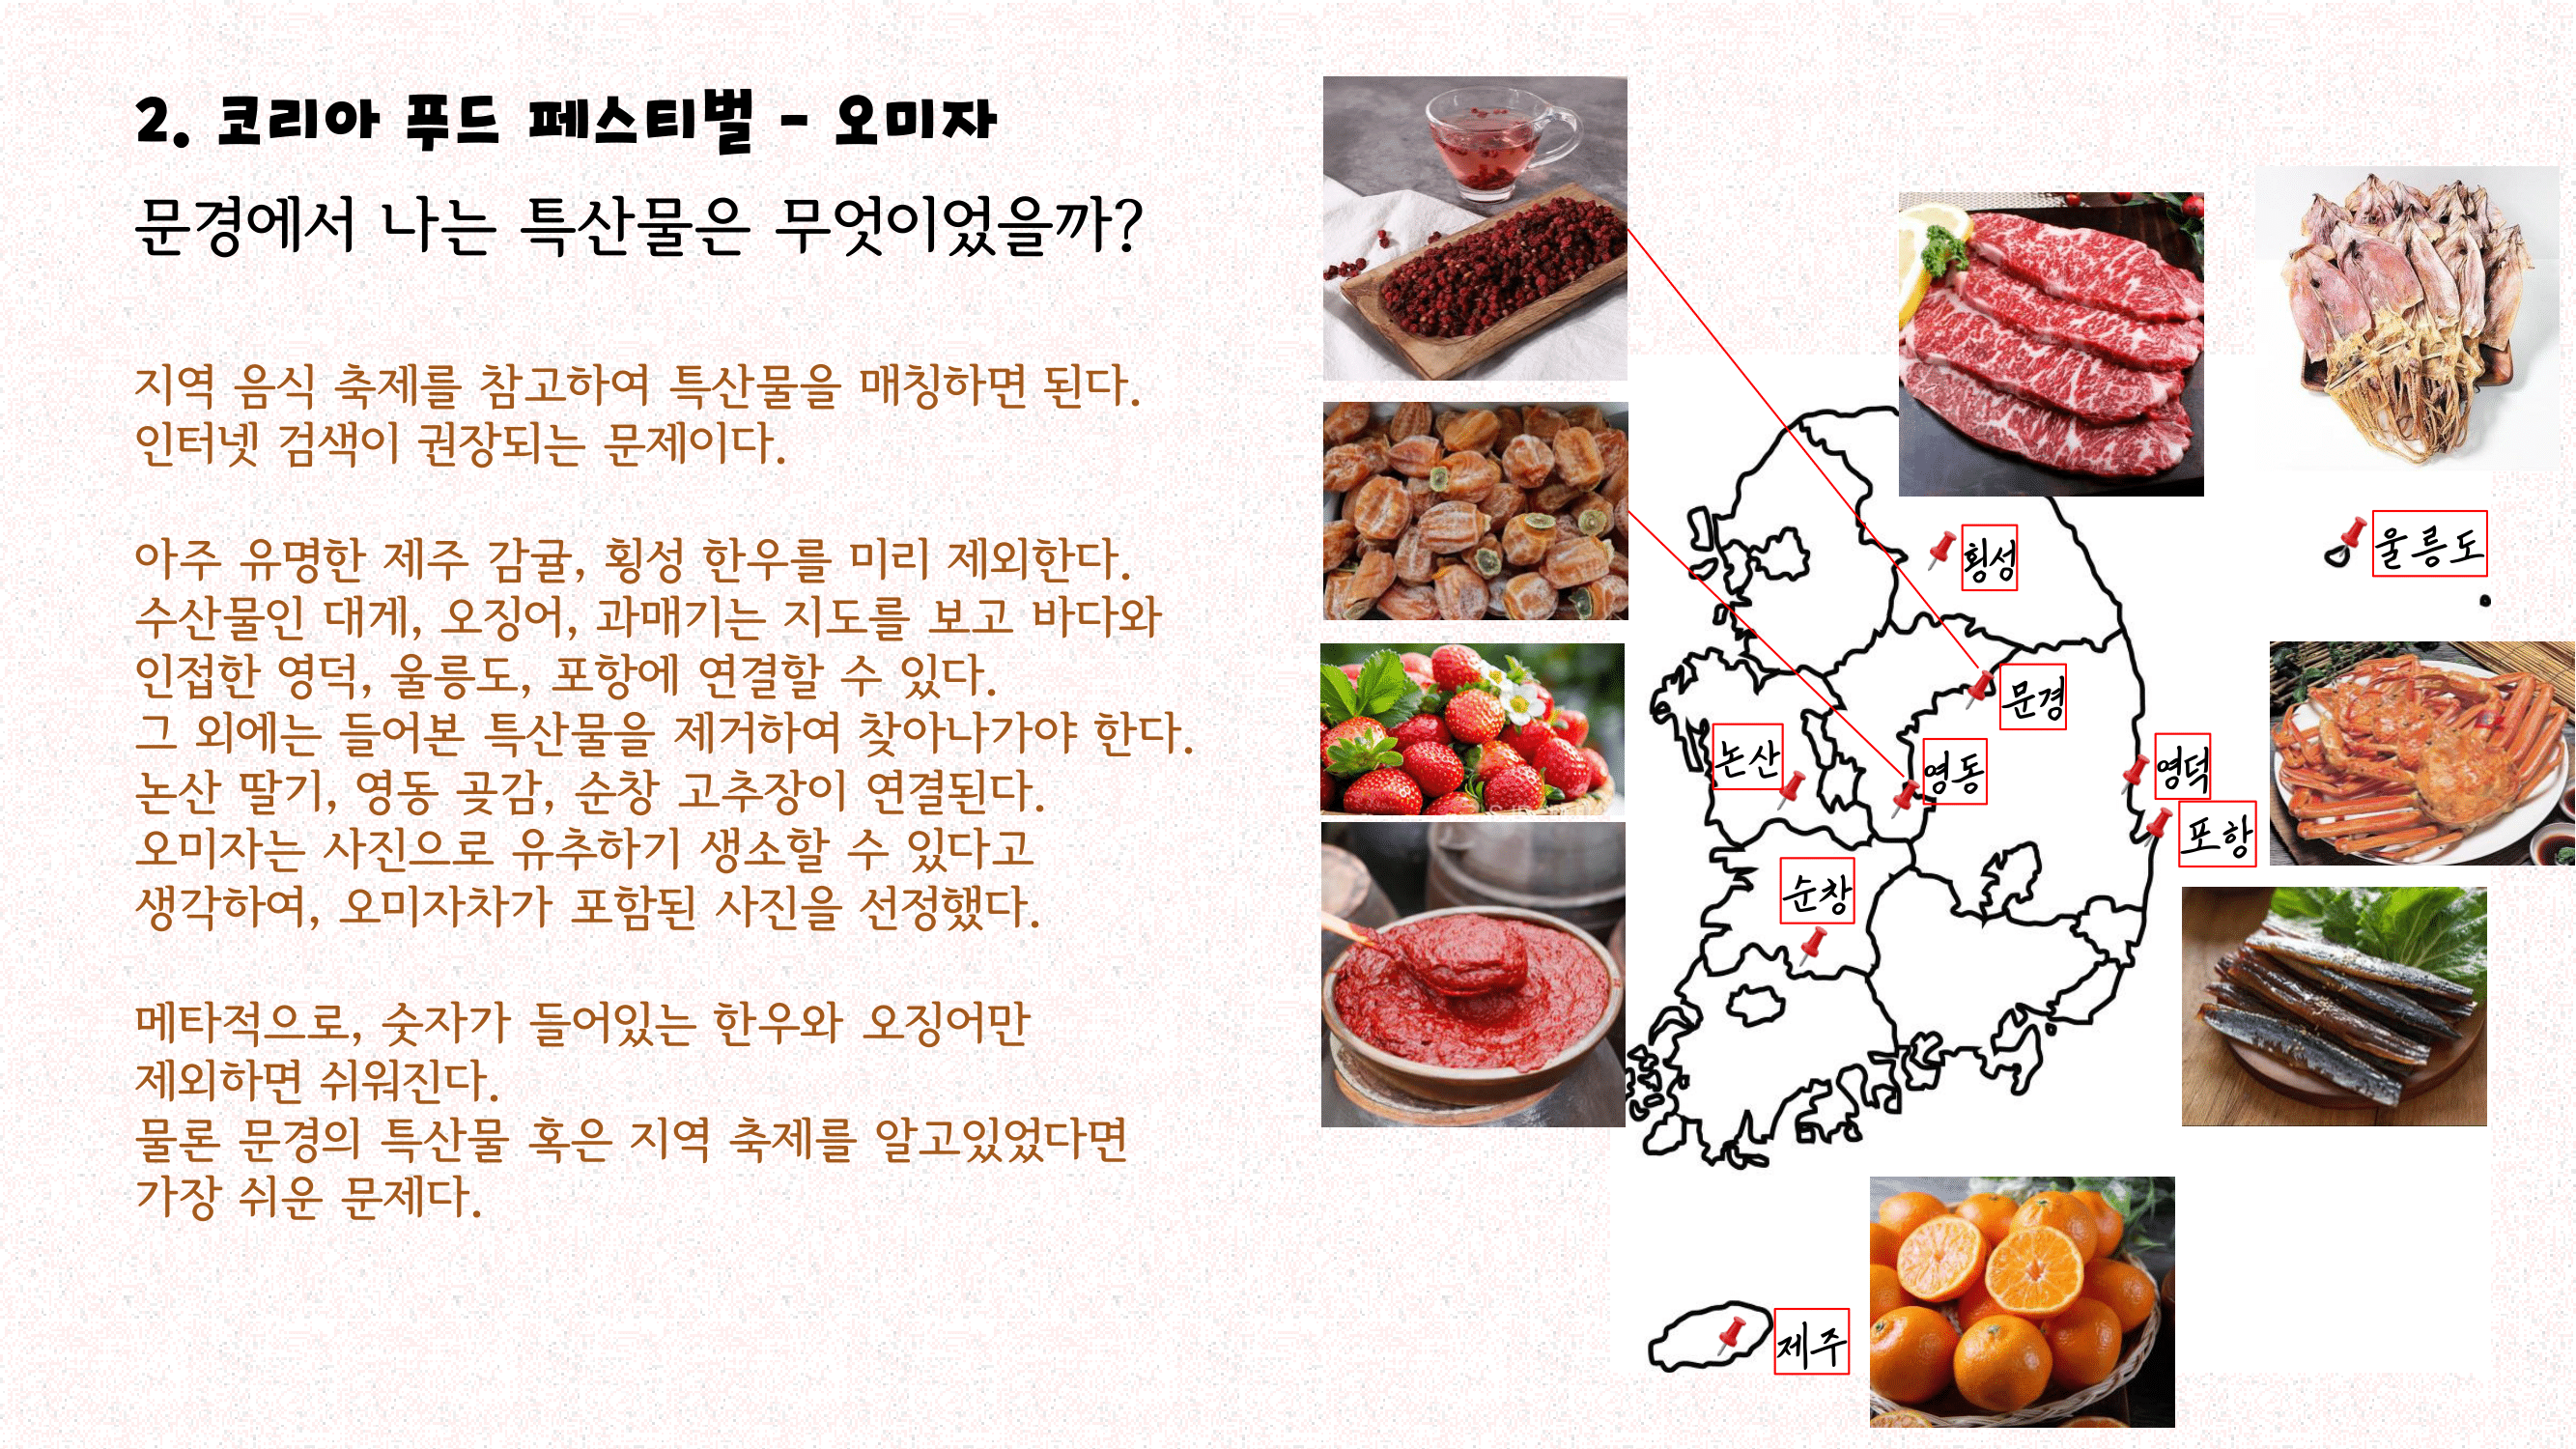 2. 코리아 푸드 페스티벌 - 오미자
문경에서 나는 특산물은 무엇이었을까?
지역 음식 축제를 참고하여 특산물을 매칭하면 된다.
인터넷 검색이 권장되는 문제이다.
아주 유명한 제주 감귤, 횡성 한우를 미리 제외한다.
수산물인 대게, 오징어, 과매기는 지도를 보고 바다와
인접한 영덕, 울릉도, 포항에 연결할 수 있다.
그 외에는 들어본 특산물을 제거하여 찾아나가야 한다.
논산 딸기, 영동 곶감, 순창 고추장이 연결된다.
오미자는 사진으로 유추하기 생소할 수 있다고
생각하여, 오미자차가 포함된 사진을 선정했다.
메타적으로, 숫자가 들어있는 한우와 오징어만
제외하면 쉬워진다.
물론 문경의 특산물 혹은 지역 축제를 알고있었다면
가장 쉬운 문제다.
횡성
울릉도
문경
논산
영동
영덕
포항
순창
제주